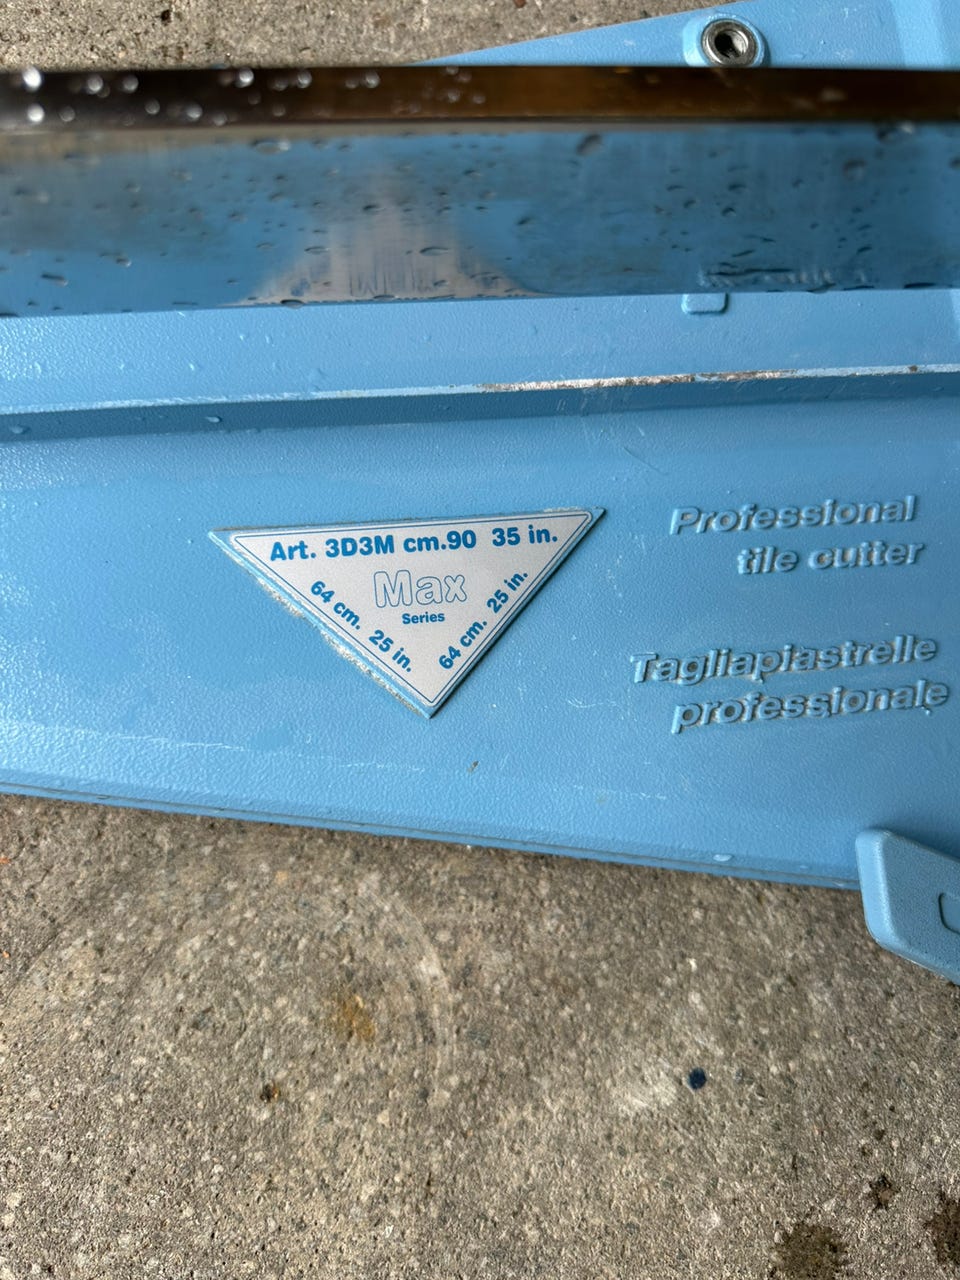 Art. 3D3M cm.90 35 in.
Max
Series
64 cm. 25 in.
64 cm. 25 in.
Professional
tile cutter
Tagliapiastrelle
professionale